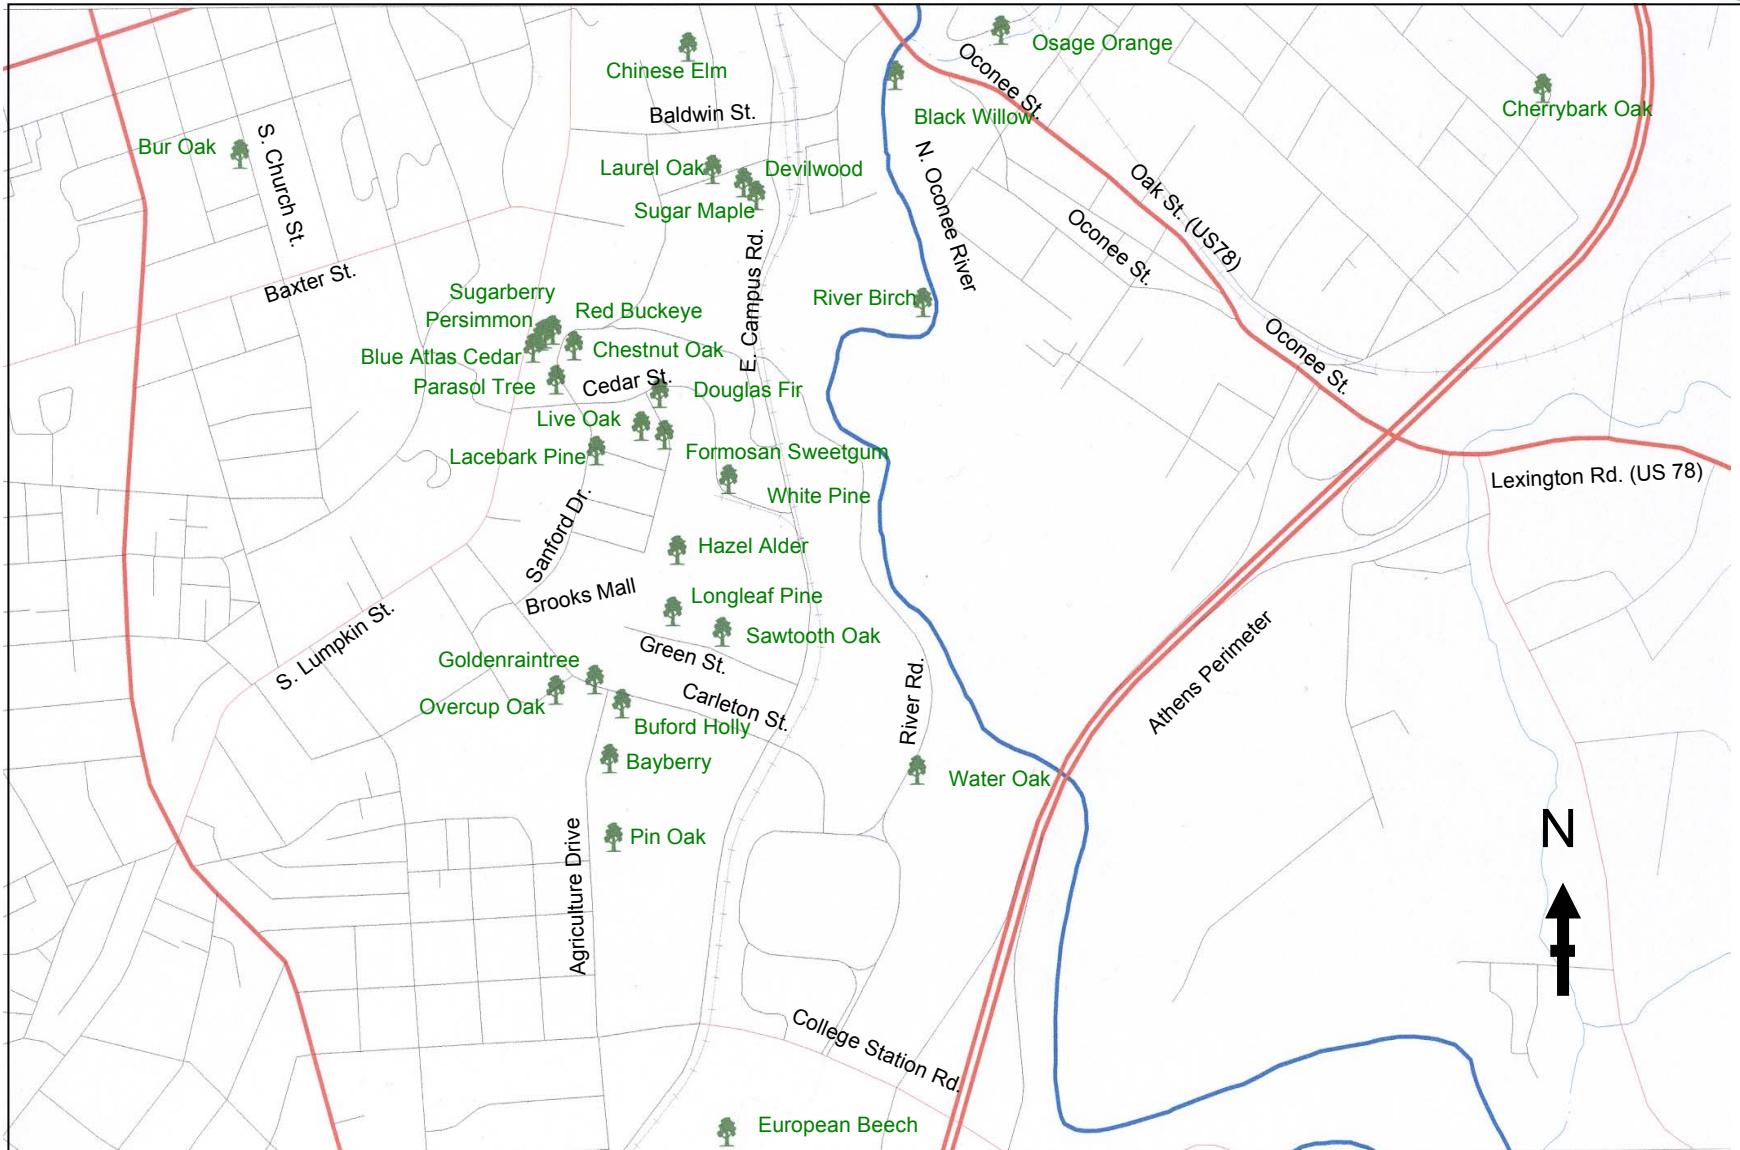 Osage Orange
Chinese Elm
Oconee St.
Cherrybark Oak
Baldwin St.
Black Willow
Bur Oak
S. Church St.
Laurel Oak
Devilwood
Sugar Maple
N. Oconee River
Oak St. (US78)
Oconee St.
Baxter St.
E. Campus Rd.
Sugarberry
River Birch
Red Buckeye
Persimmon
Blue Atlas Cedar
Chestnut Oak
Oconee St.
Parasol Tree
Cedar St.
Douglas Fir
Live Oak
Lacebark Pine
Formosan Sweetgum
White Pine
Lexington Rd. (US 78)
Sanford Dr.
Hazel Alder
Brooks Mall
Longleaf Pine
Sawtooth Oak
S. Lumpkin St.
Green St.
Goldenraintree
Athens Perimeter
Overcup Oak
Carleton St.
River Rd.
Buford Holly
Bayberry
Water Oak
Pin Oak
N
Agriculture Drive
College Station Rd.
European Beech